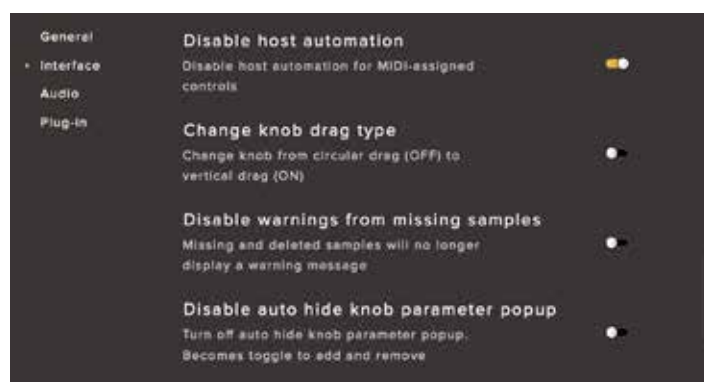 General
Interface
Audio
Plug-in
Disable host automation
Disable host automation for MIDI-assigned
controls
Change knob drag type
Change knob from circular drag (OFF) to
vertical drag (ON)
Disable warnings from missing samples
Missing and deleted samples will no longer
display a warning message
Disable auto hide knob parameter popup
Turn off auto hide knob parameter popup.
Becomes toggle to add and remove